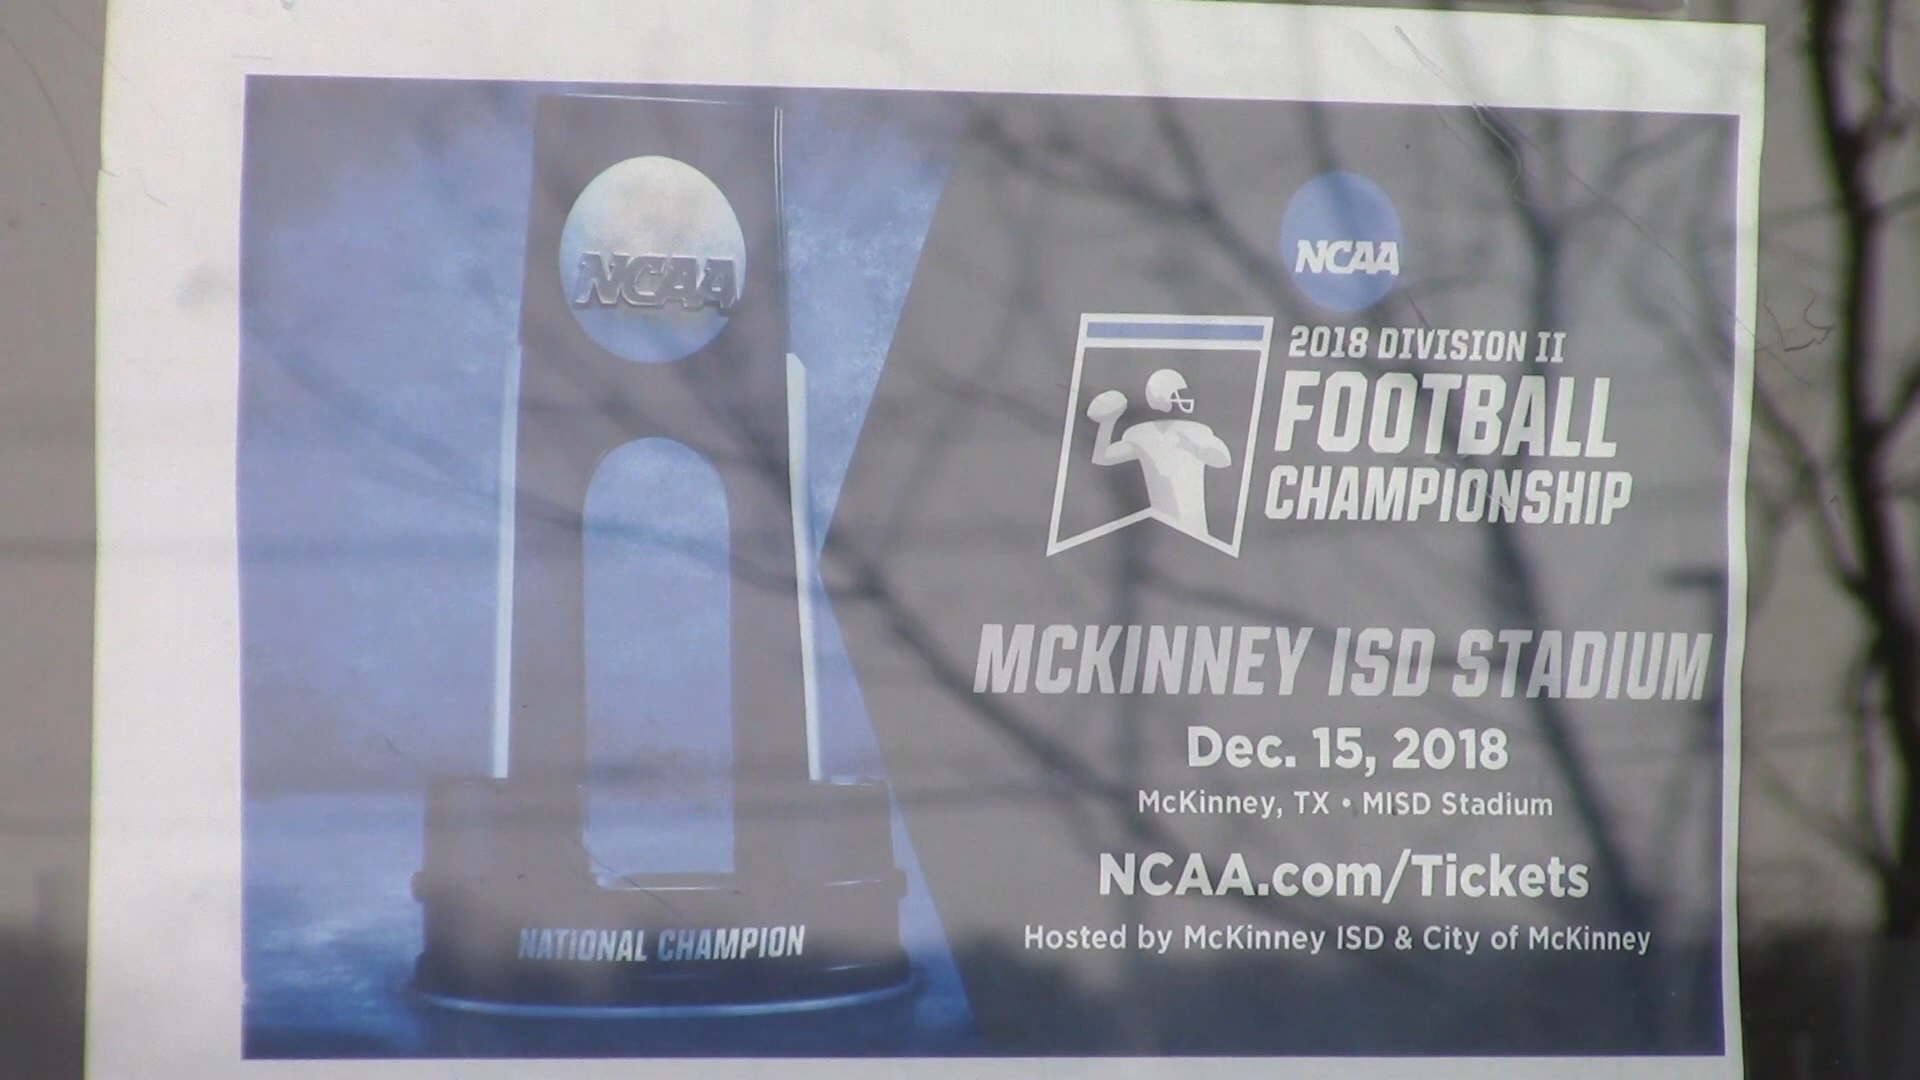 NCAA
NATIONAL CHAMPION
NCAA
2018 DIVISION II
FOOTBALL
CHAMPIONSHIP
MCKINNEY ISD STADIUM
Dec. 15, 2018
McKinney, TX • MISD Stadium
NCAA.com/Tickets
Hosted by McKinney ISD & City of McKinney